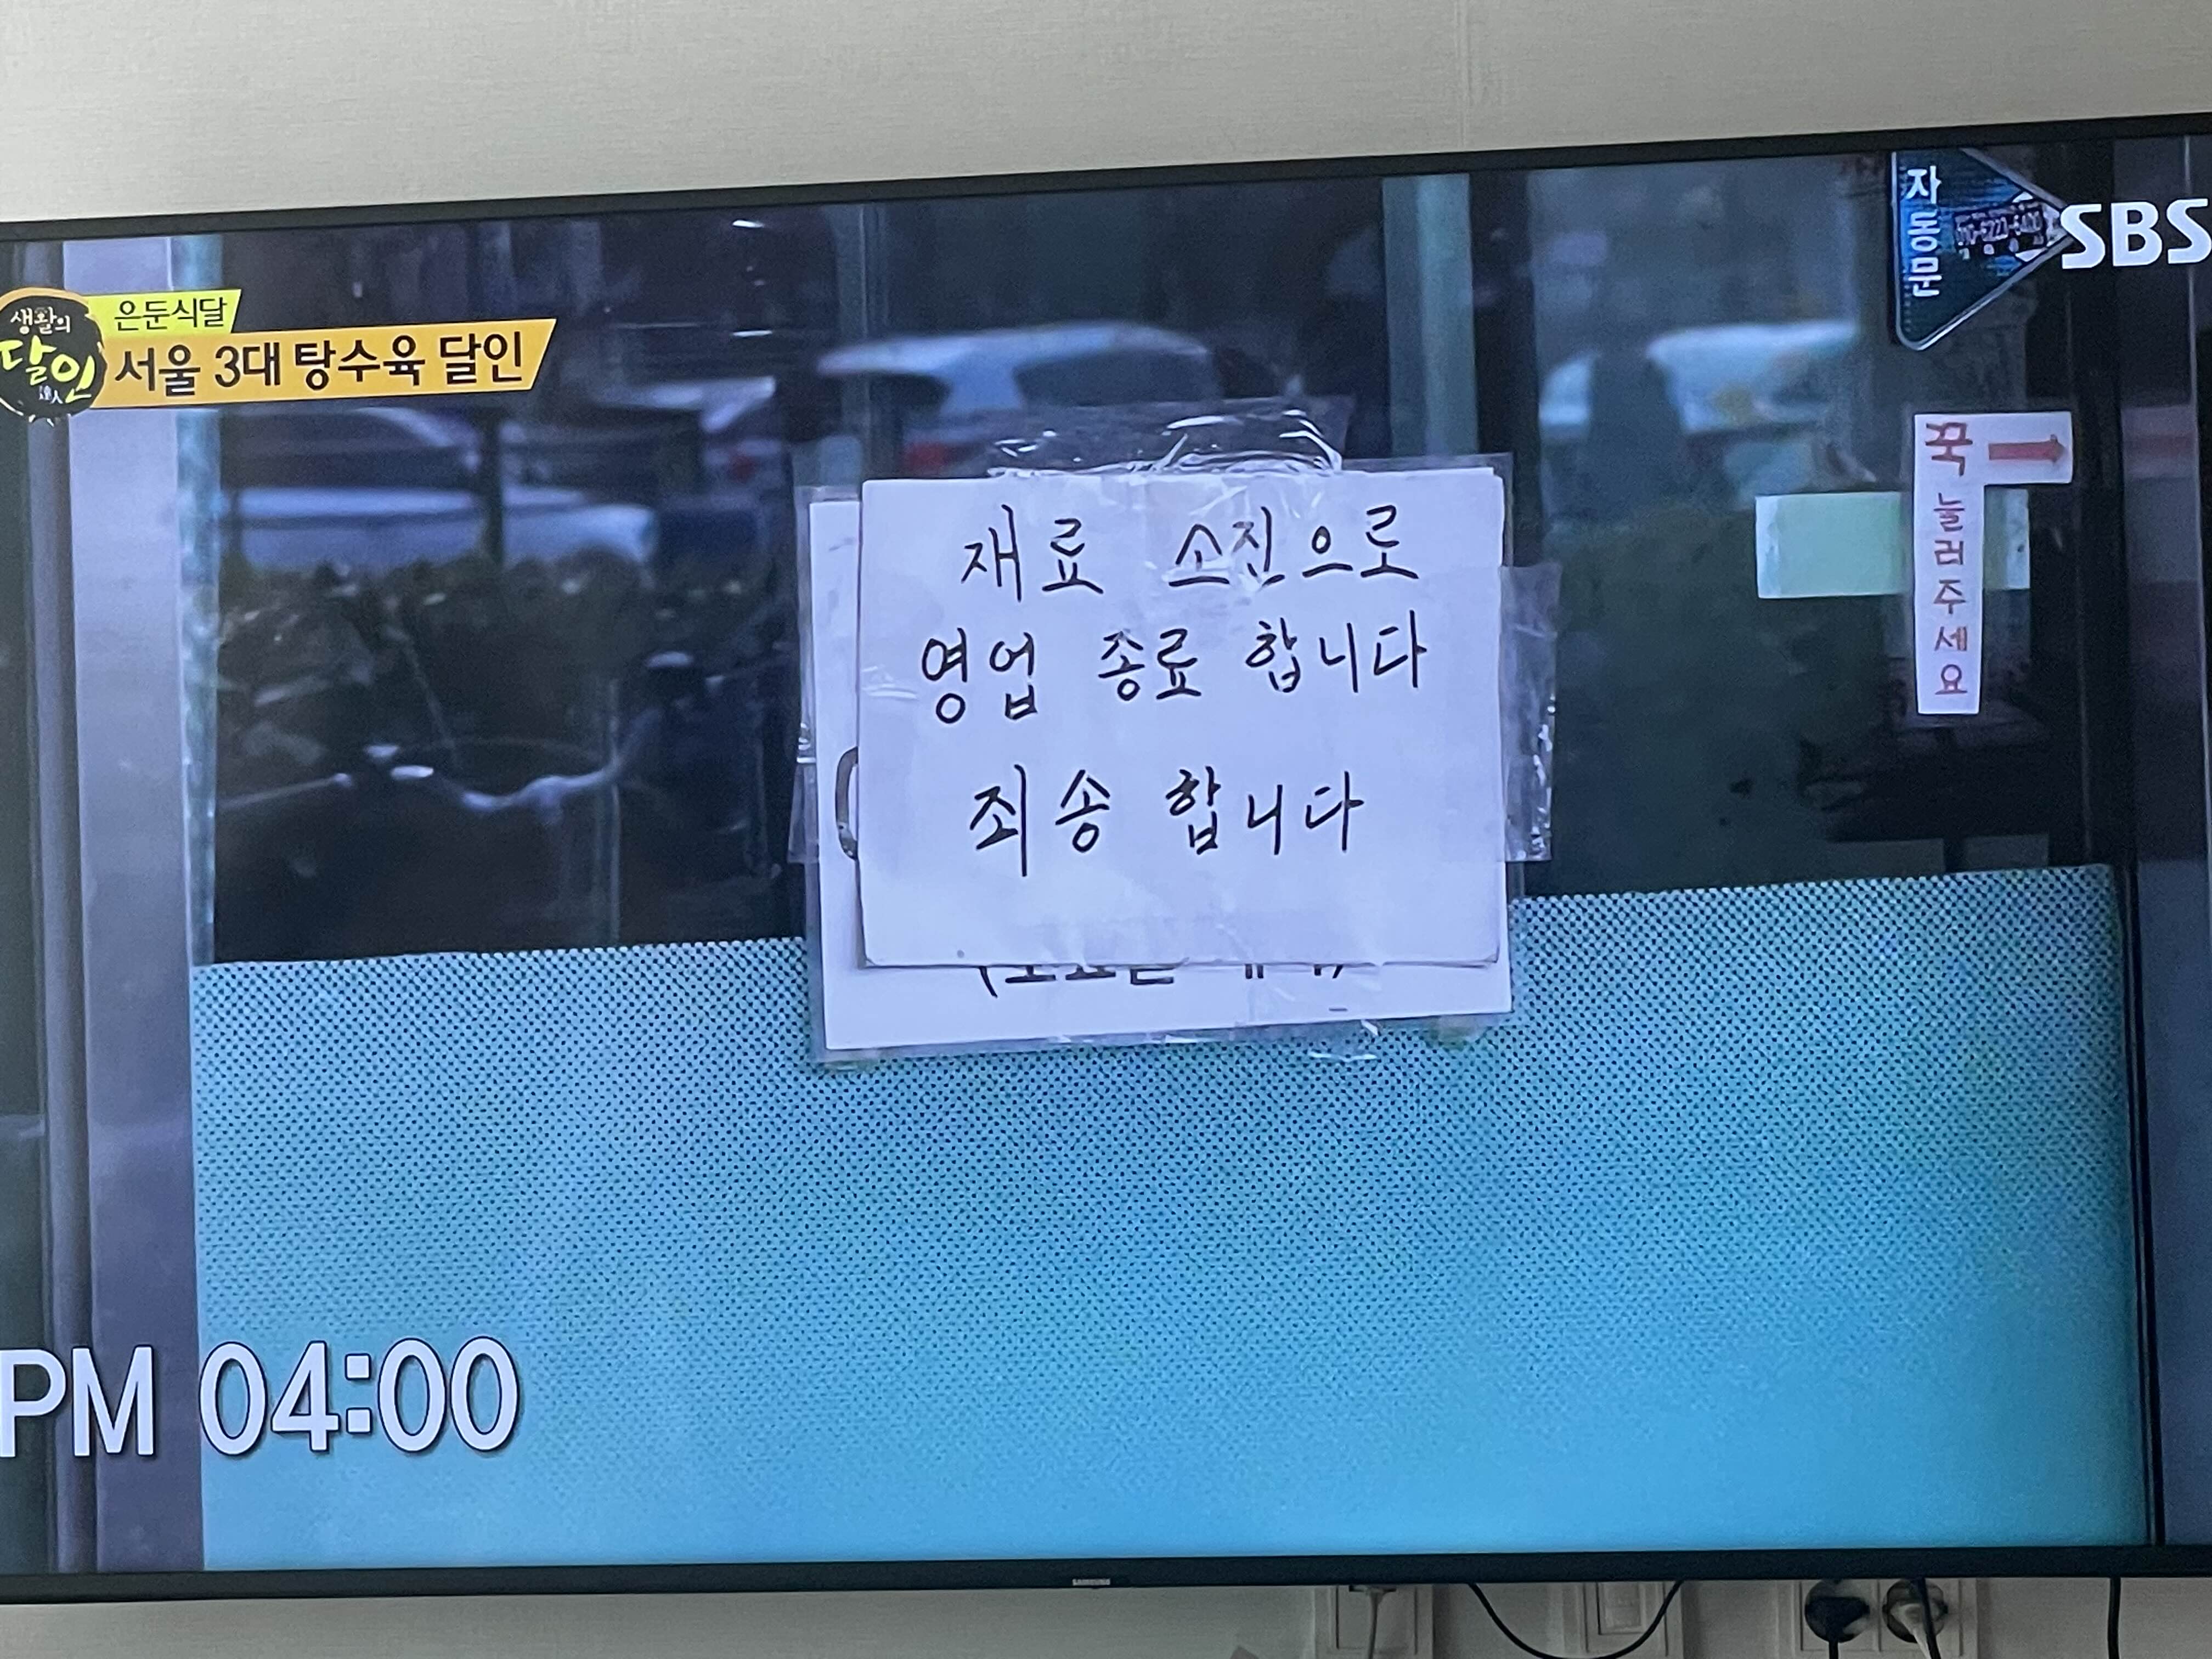 생활의
달인
達人
은둔식달
서울 3대 탕수육 달인
자동문
SBS
꾹
눌러주세요
재료 소진으로
영업 종료 합니다
죄송 합니다
PM 04:00